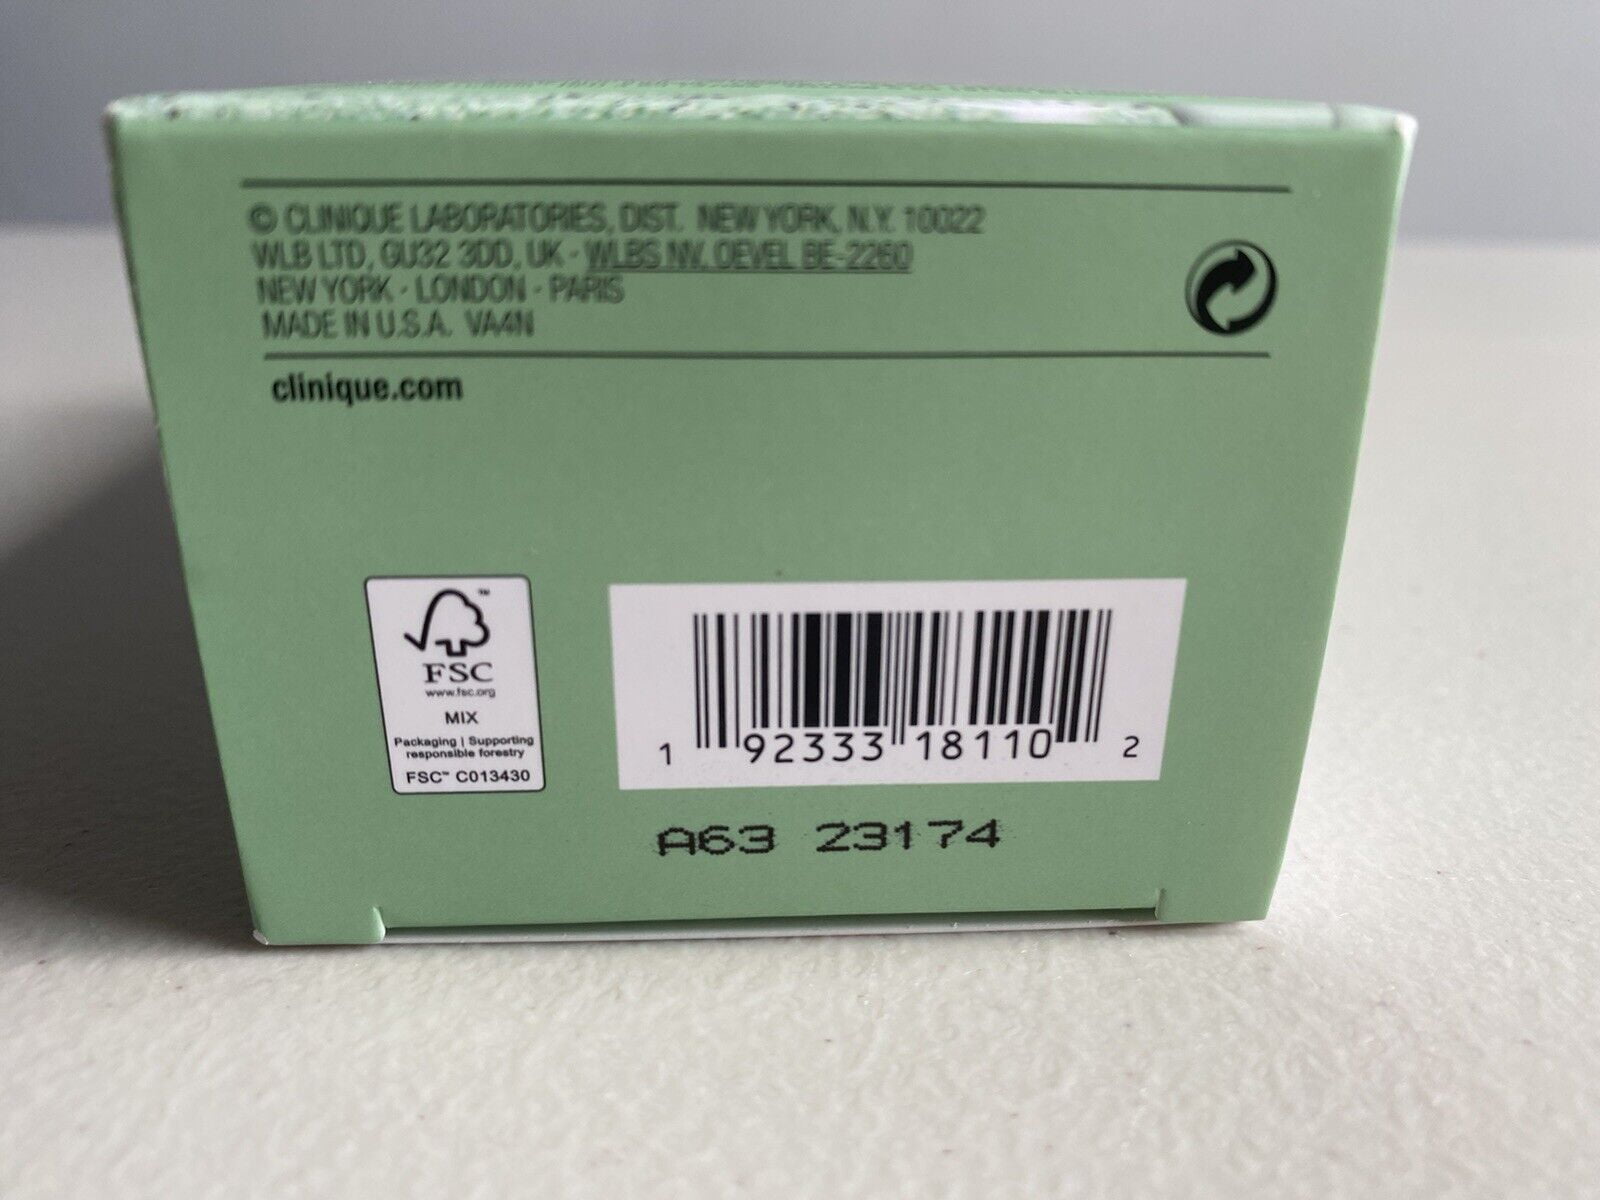 © CLINIQUE LABORATORIES, DIST. NEW YORK, N.Y. 10022
WLB LTD, GU32 3DD, UK - WLBS NV, OEVEL BE-2260
NEW YORK · LONDON · PARIS
MADE IN U.S.A. VA4N
clinique.com
™
FSC
www.fsc.org
MIX
Packaging | Supporting
responsible forestry
FSC™ C013430
1 92333 18110 2
A63 23174